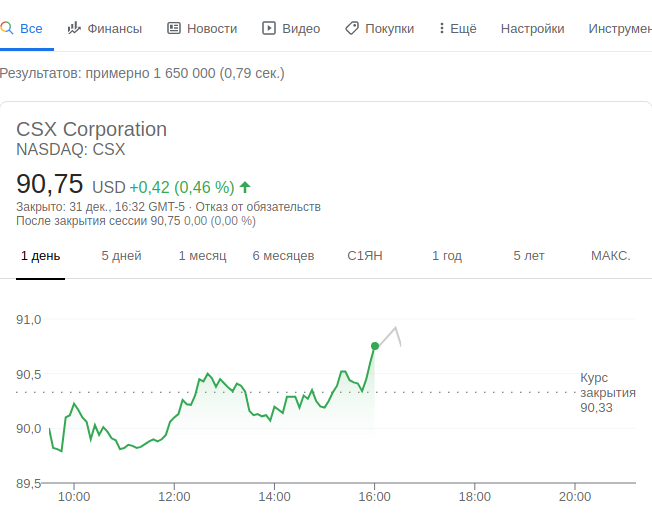 Все Финансы Новости Видео Покупки Ещё Настройки Инструмен
Результатов: примерно 1 650 000 (0,79 сек.)
CSX Corporation
NASDAQ: CSX
90,75 USD +0,42 (0,46 %)
Закрыто: 31 дек., 16:32 GMT-5 · Отказ от обязательств
После закрытия сессии 90,75 0,00 (0,00 %)
1 день 5 дней 1 месяц 6 месяцев С1ЯН 1 год 5 лет МАКС.
91,0
90,5
Курс
закрытия
90,33
90,0
89,5
10:00 12:00 14:00 16:00 18:00 20:00